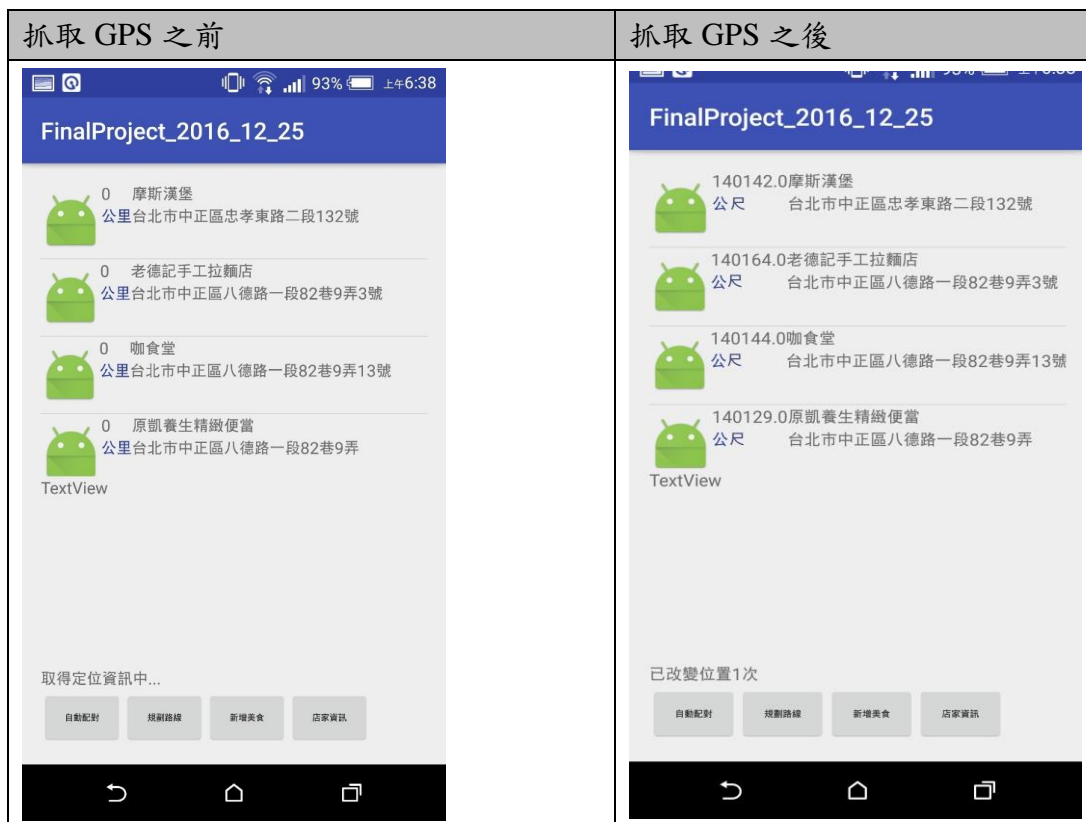 抓取 GPS 之前
93% 上午6:38
FinalProject_2016_12_25
0 摩斯漢堡
公里台北市中正區忠孝東路二段132號
0 老德記手工拉麵店
公里台北市中正區八德路一段82巷9弄3號
0 咖食堂
公里台北市中正區八德路一段82巷9弄13號
0 原凱養生精緻便當
公里台北市中正區八德路一段82巷9弄
TextView
取得定位資訊中...
自動配對 規劃路線 新增美食 店家資訊
抓取 GPS 之後
FinalProject_2016_12_25
140142.0摩斯漢堡
公尺 台北市中正區忠孝東路二段132號
140164.0老德記手工拉麵店
公尺 台北市中正區八德路一段82巷9弄3號
140144.0咖食堂
公尺 台北市中正區八德路一段82巷9弄13號
140129.0原凱養生精緻便當
公尺 台北市中正區八德路一段82巷9弄
TextView
已改變位置1次
自動配對 規劃路線 新增美食 店家資訊